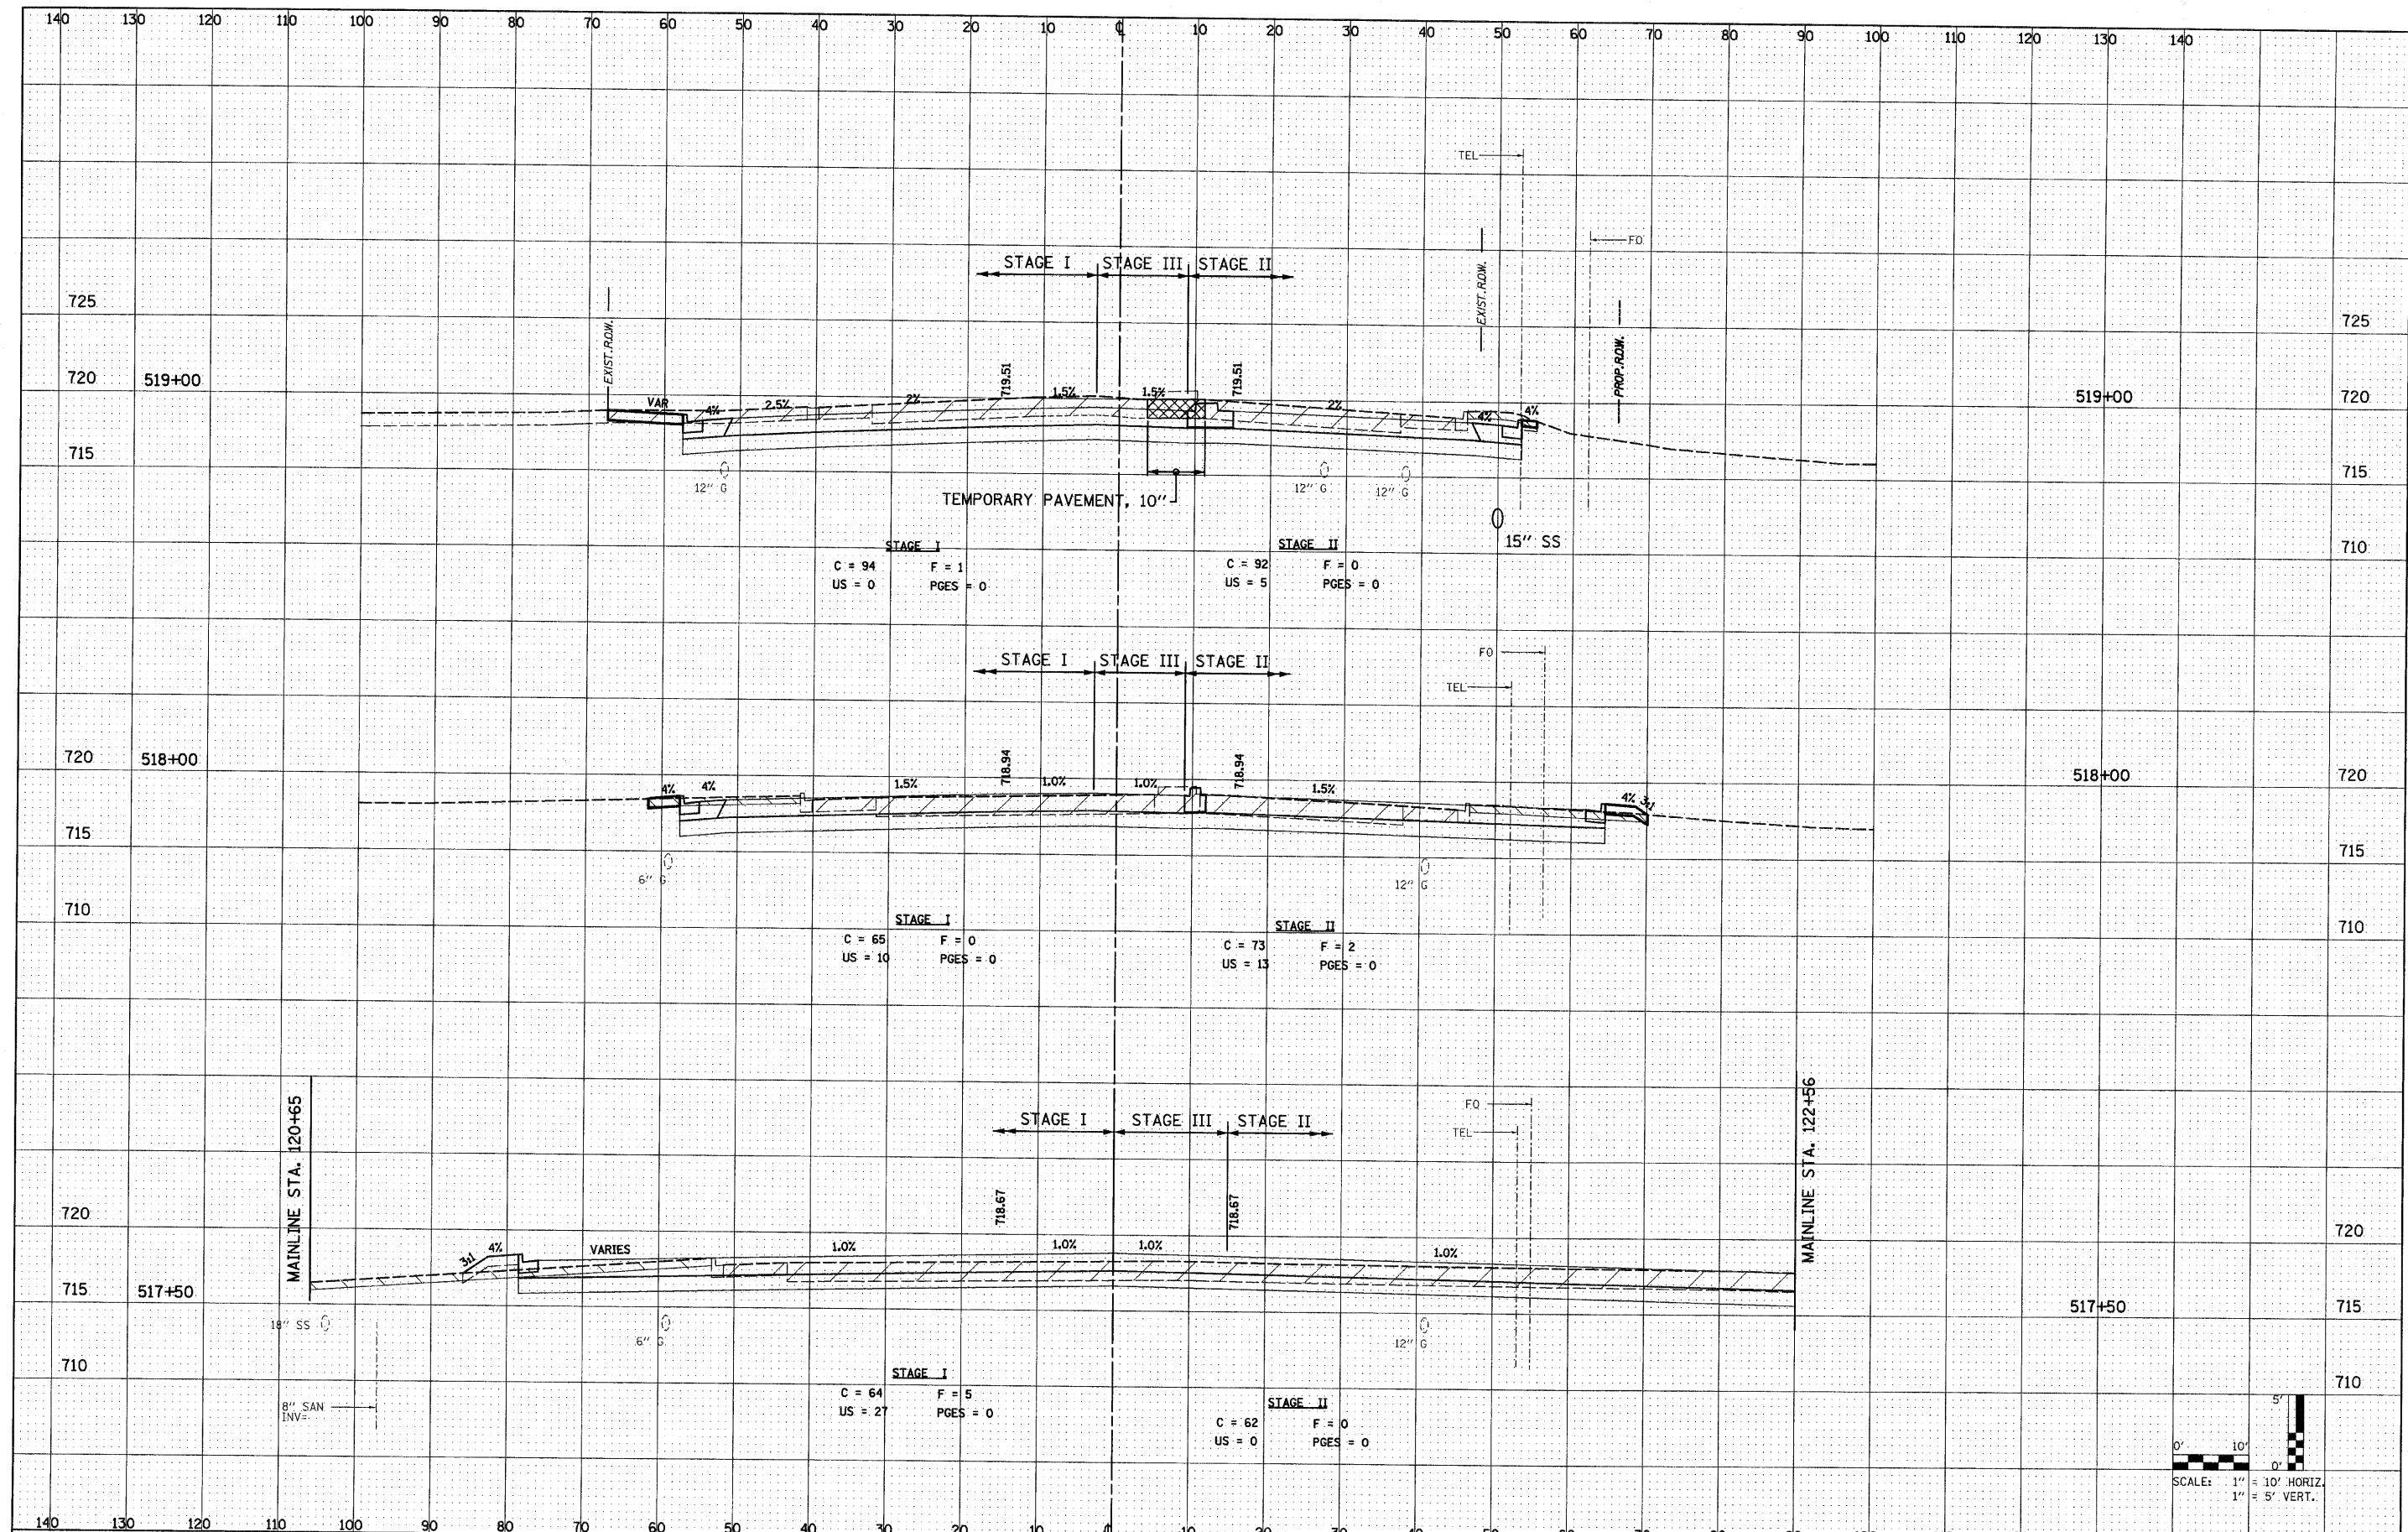 140 130 120 110 100 90 80 70 60 50 40 30 20 10 ℄ 10 20 30 40 50 60 70 80 90 100 110 120 130 140
TEL
FO
STAGE I STAGE III STAGE II
EXIST. R.O.W.
EXIST. R.O.W.
PROP. R.O.W.
725 725
720 519+00 519+00 720
VAR 4% 2.5% 2% 719.51 1.5% 1.5% 719.51 2% 4% 4%
715 715
12" G 12" G 12" G
TEMPORARY PAVEMENT, 10"
15" SS
710
STAGE I STAGE II
C = 94 F = 1 C = 92 F = 0
US = 0 PGES = 0 US = 5 PGES = 0
FO
STAGE I STAGE III STAGE II
TEL
720 518+00 518+00 720
4% 4% 1.5% 718.94 1.0% 1.0% 718.94 1.5% 4% 3:1
715 715
6" G 12" G
710 710
STAGE I STAGE II
C = 65 F = 0 C = 73 F = 2
US = 10 PGES = 0 US = 13 PGES = 0
MAINLINE STA. 120+65
MAINLINE STA. 122+56
FO
STAGE I STAGE III STAGE II
TEL
720 720
3:1 4% VARIES 1.0% 718.67 1.0% 1.0% 718.67 1.0%
715 517+50 517+50 715
18" SS 6" G 12" G
710 710
STAGE I STAGE II
C = 64 F = 5 C = 62 F = 0
US = 27 PGES = 0 US = 0 PGES = 0
8" SAN
INV=
5'
0' 10' 0'
SCALE: 1" = 10' HORIZ.
1" = 5' VERT.
140 130 120 110 100 90 80 70 60 50 40 30 20 10 ℄ 10 20 30 40 50 60 70 80 90 100 110 120 130 140